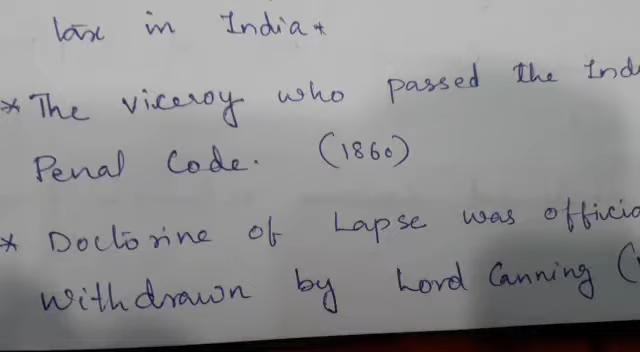 tax in India*
* The viceroy who passed the Ind
Penal Code. (1860)
* Doctorine of Lapse was officia
withdrawn by Lord Canning (